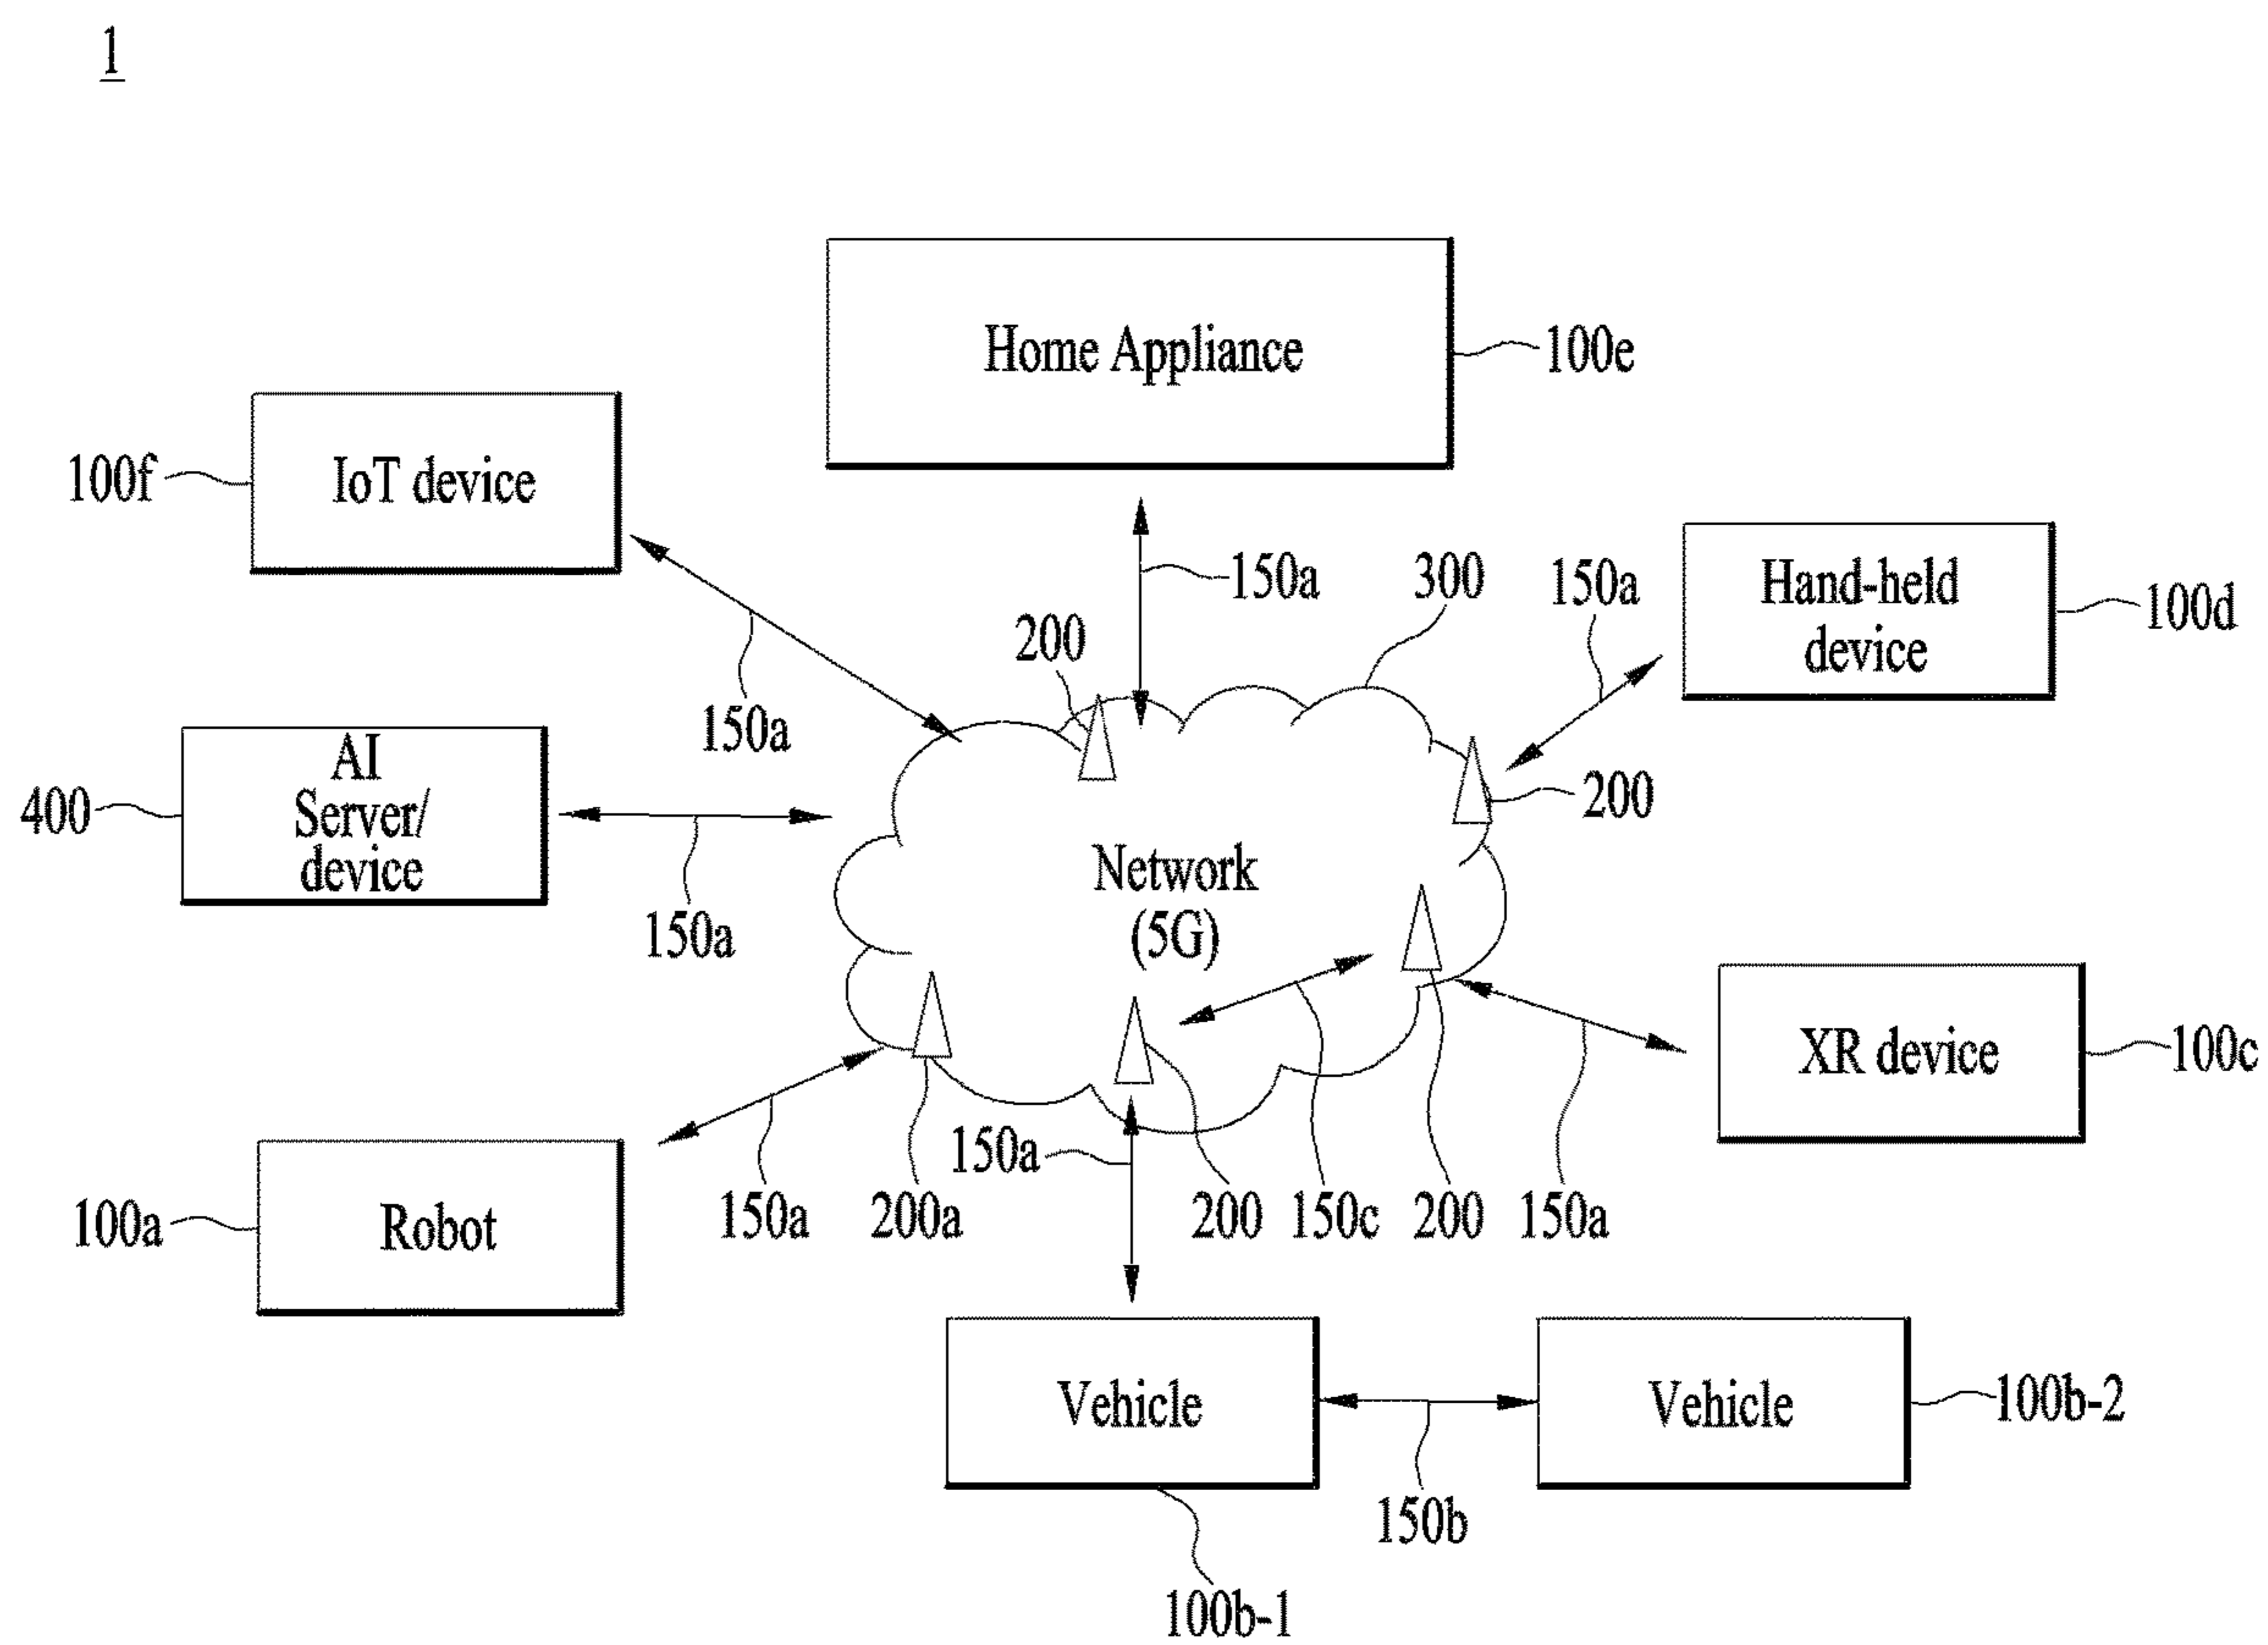 1
Home Appliance
100e
IoT device
100f
150a
300
150a
Hand-held
device
100d
200
150a
AI
Server/
device
400
200
Network
(5G)
150a
XR device
100c
150a
Robot
100a
150a
200a
200
150c
200
150a
Vehicle
Vehicle
100b-2
150b
100b-1